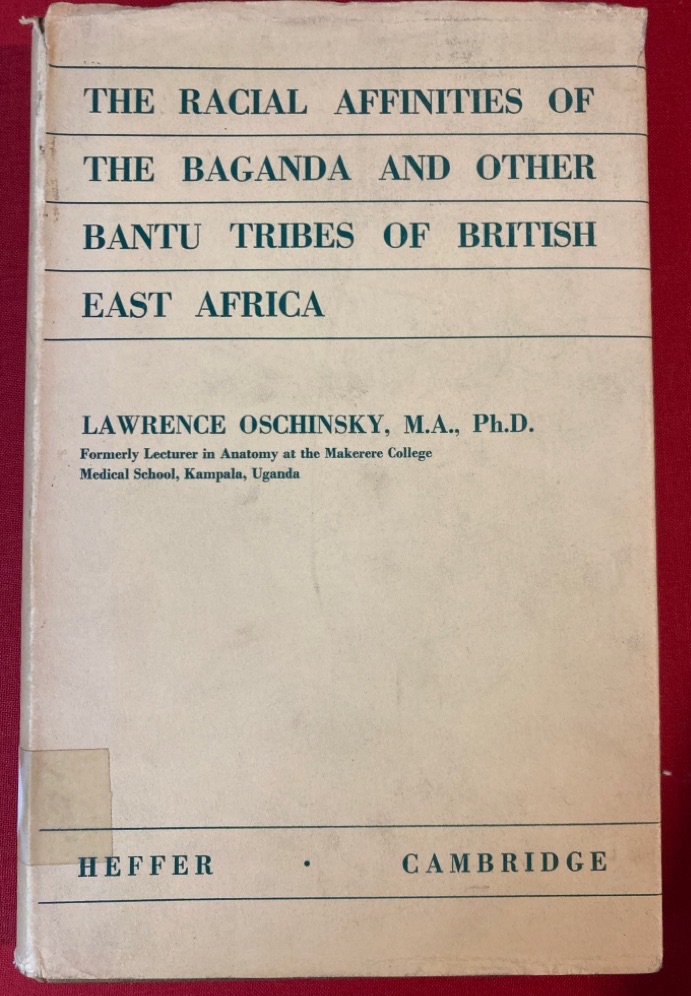 THE RACIAL AFFINITIES OF
THE BAGANDA AND OTHER
BANTU TRIBES OF BRITISH
EAST AFRICA
LAWRENCE OSCHINSKY, M.A., Ph.D.
Formerly Lecturer in Anatomy at the Makerere College
Medical School, Kampala, Uganda
HEFFER · CAMBRIDGE